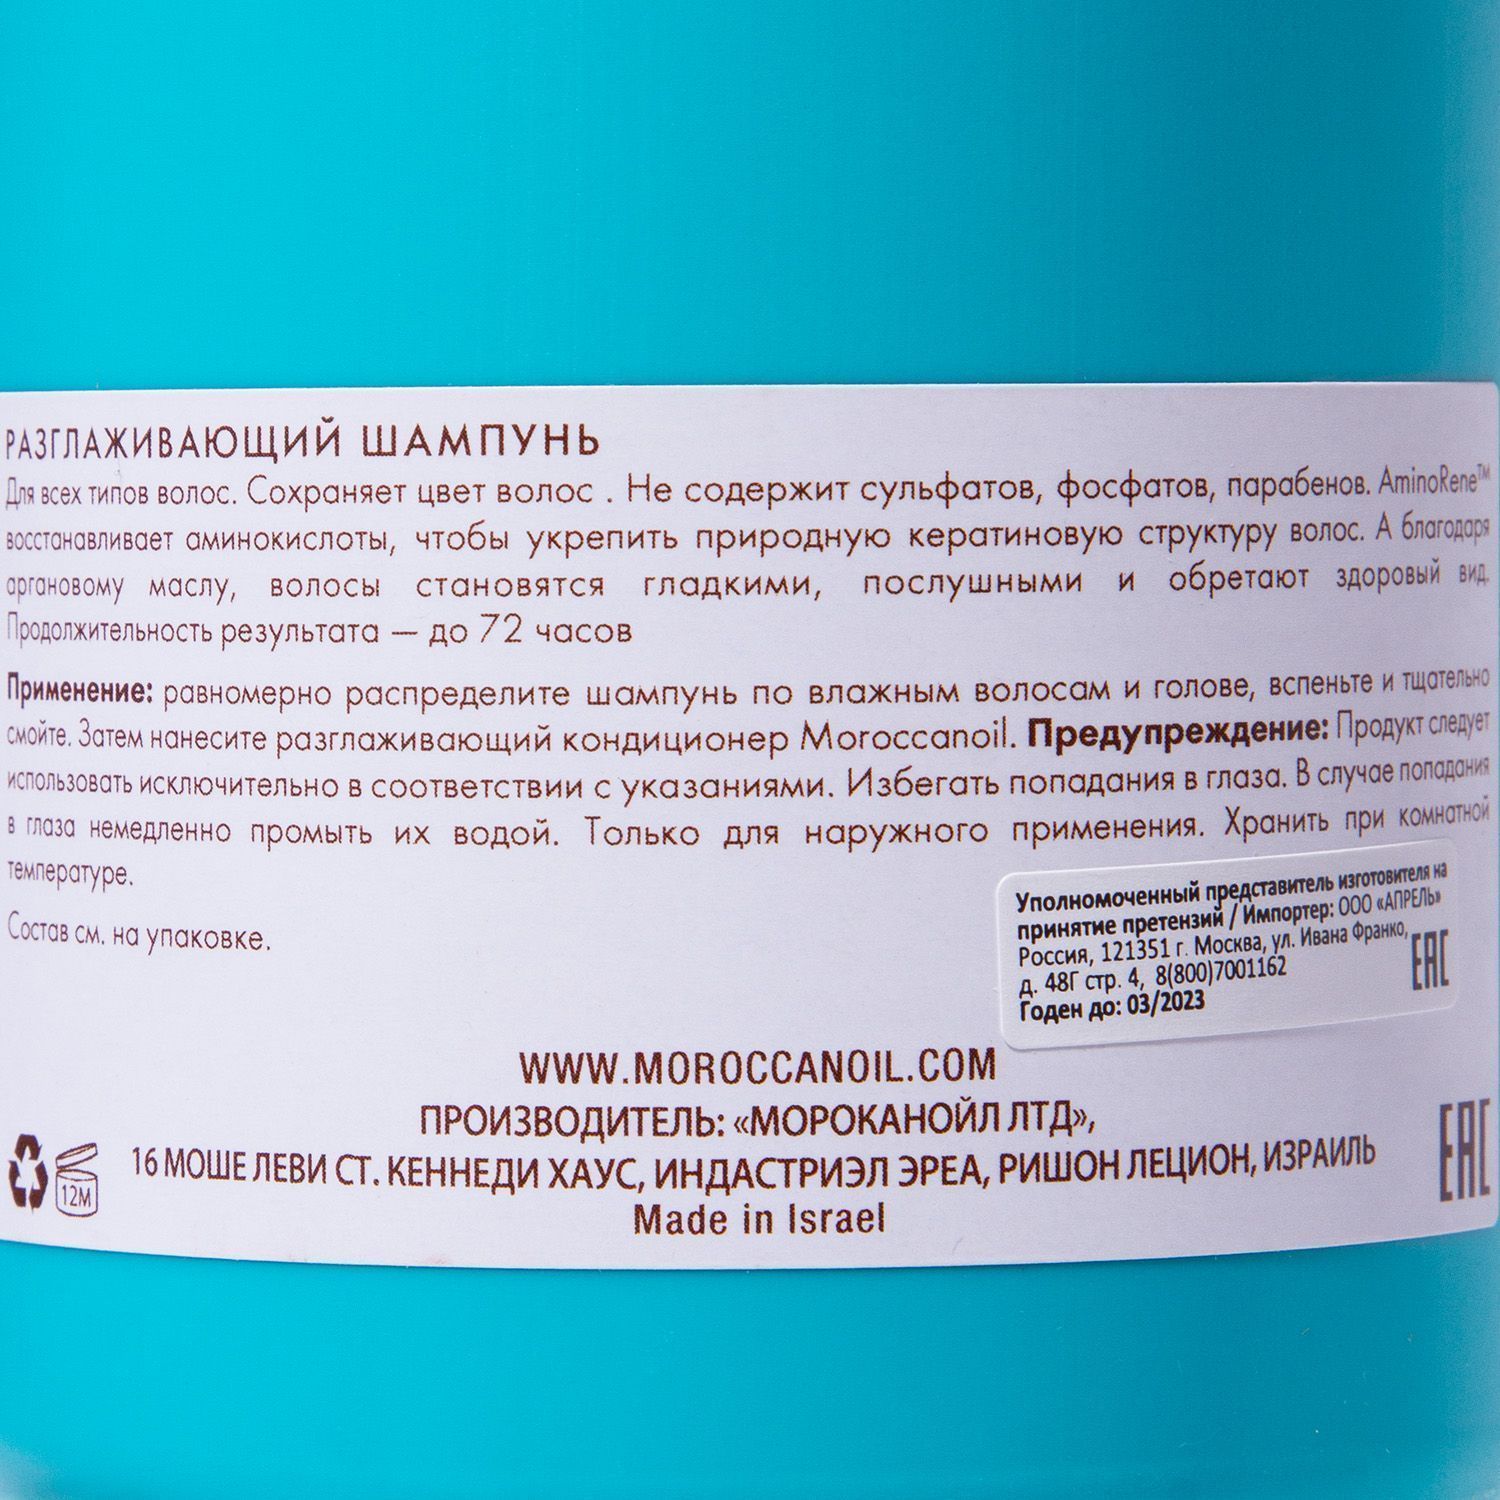 РАЗГЛАЖИВАЮЩИЙ ШАМПУНЬ
Для всех типов волос. Сохраняет цвет волос . Не содержит сульфатов, фосфатов, парабенов. AminoRene™
восстанавливает аминокислоты, чтобы укрепить природную кератиновую структуру волос. А благодаря
аргановому маслу, волосы становятся гладкими, послушными и обретают здоровый вид.
Продолжительность результата — до 72 часов
Применение: равномерно распределите шампунь по влажным волосам и голове, вспеньте и тщательно
смойте. Затем нанесите разглаживающий кондиционер Moroccanoil. Предупреждение: Продукт следует
использовать исключительно в соответствии с указаниями. Избегать попадания в глаза. В случае попадания
в глаза немедленно промыть их водой. Только для наружного применения. Хранить при комнатной
температуре.
Состав см. на упаковке.
Уполномоченный представитель изготовителя на
принятие претензий / Импортер: ООО «АПРЕЛЬ»
Россия, 121351 г. Москва, ул. Ивана Франко,
д. 48Г стр. 4, 8(800)7001162
Годен до: 03/2023
EAC
WWW.MOROCCANOIL.COM
ПРОИЗВОДИТЕЛЬ: «МОРОКАНОЙЛ ЛТД»,
16 МОШЕ ЛЕВИ СТ. КЕННЕДИ ХАУС, ИНДАСТРИЭЛ ЭРЕА, РИШОН ЛЕЦИОН, ИЗРАИЛЬ
Made in Israel
12M
EAC